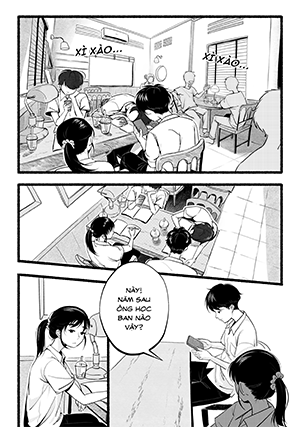 XÌ XÀO...
XÌ XÀO...
NÀY!
NĂM SAU
ÔNG HỌC
BAN NÀO
VẬY?